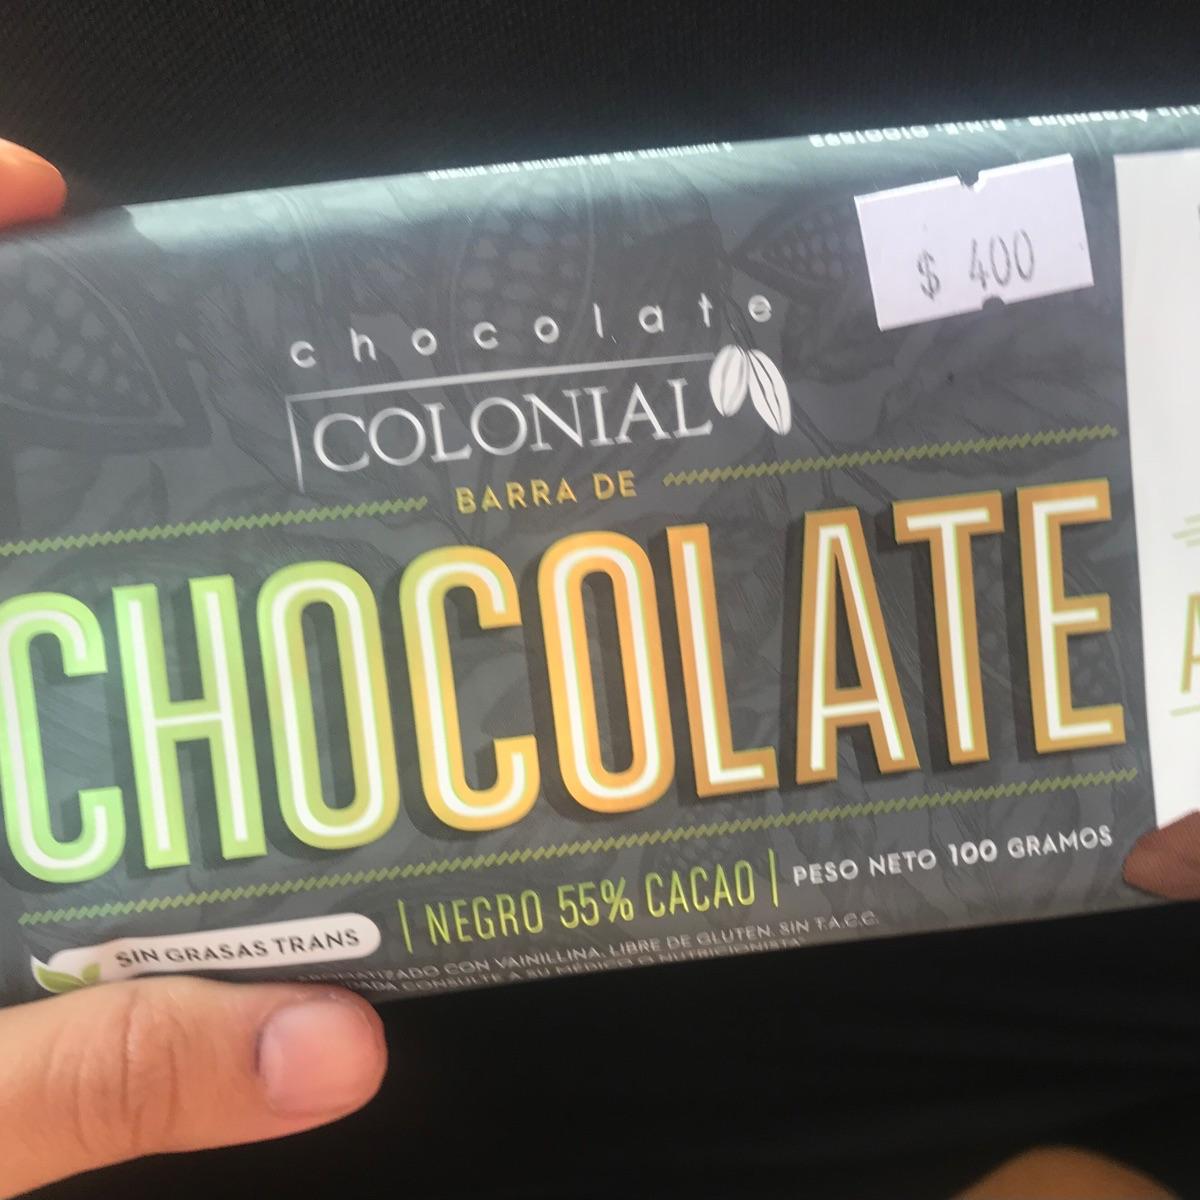 $ 400
chocolate
COLONIAL
BARRA DE
CHOCOLATE
NEGRO 55% CACAO
PESO NETO 100 GRAMOS
SIN GRASAS TRANS
AROMATIZADO CON VAINILLINA. LIBRE DE GLUTEN. SIN T.A.C.C.
CONSULTE A SU MÉDICO O NUTRICIONISTA